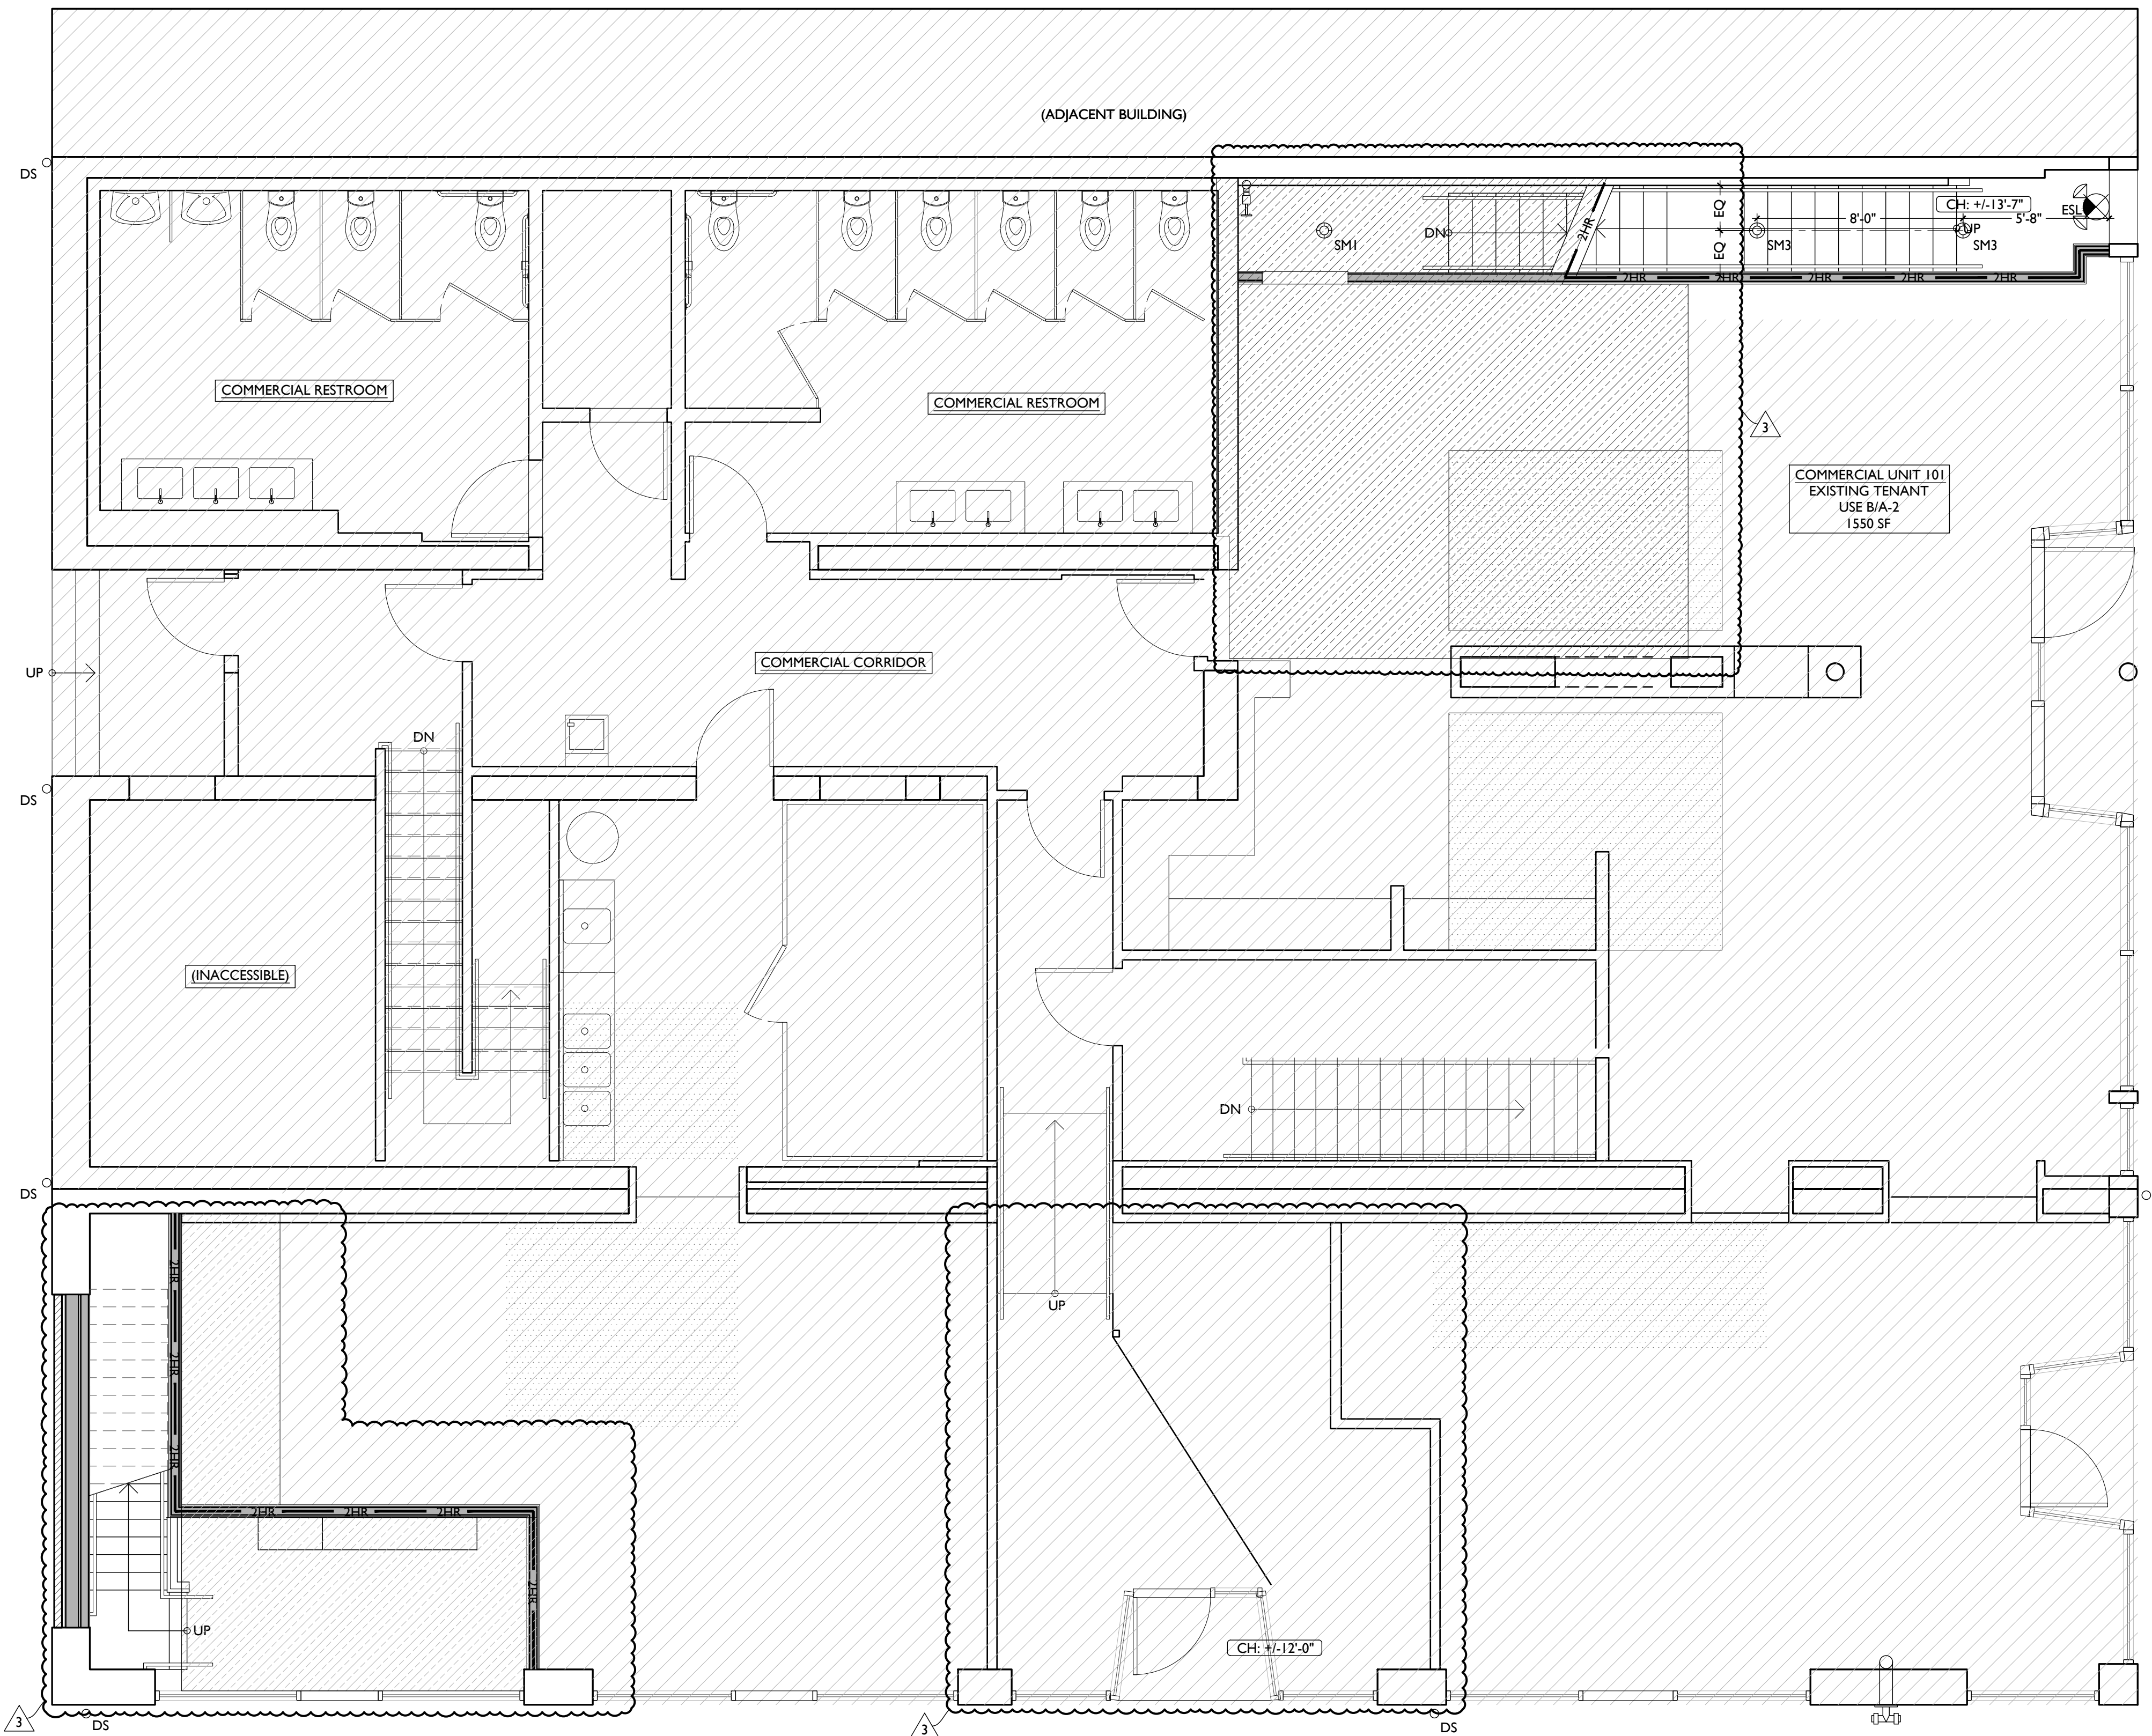 (ADJACENT BUILDING)
DS
CH: +/-13'-7"
ESL
EQ
8'-0"
5'-8"
UP
2HR
DN
SM1
EQ
SM3
SM3
2HR
2HR
2HR
2HR
2HR
COMMERCIAL RESTROOM
COMMERCIAL RESTROOM
3
COMMERCIAL UNIT 101
EXISTING TENANT
USE B/A-2
1550 SF
COMMERCIAL CORRIDOR
UP
DN
DS
(INACCESSIBLE)
DN
DS
2HR
UP
2HR
2HR
2HR
2HR
2HR
2HR
UP
CH: +/-12'-0"
3
DS
3
DS